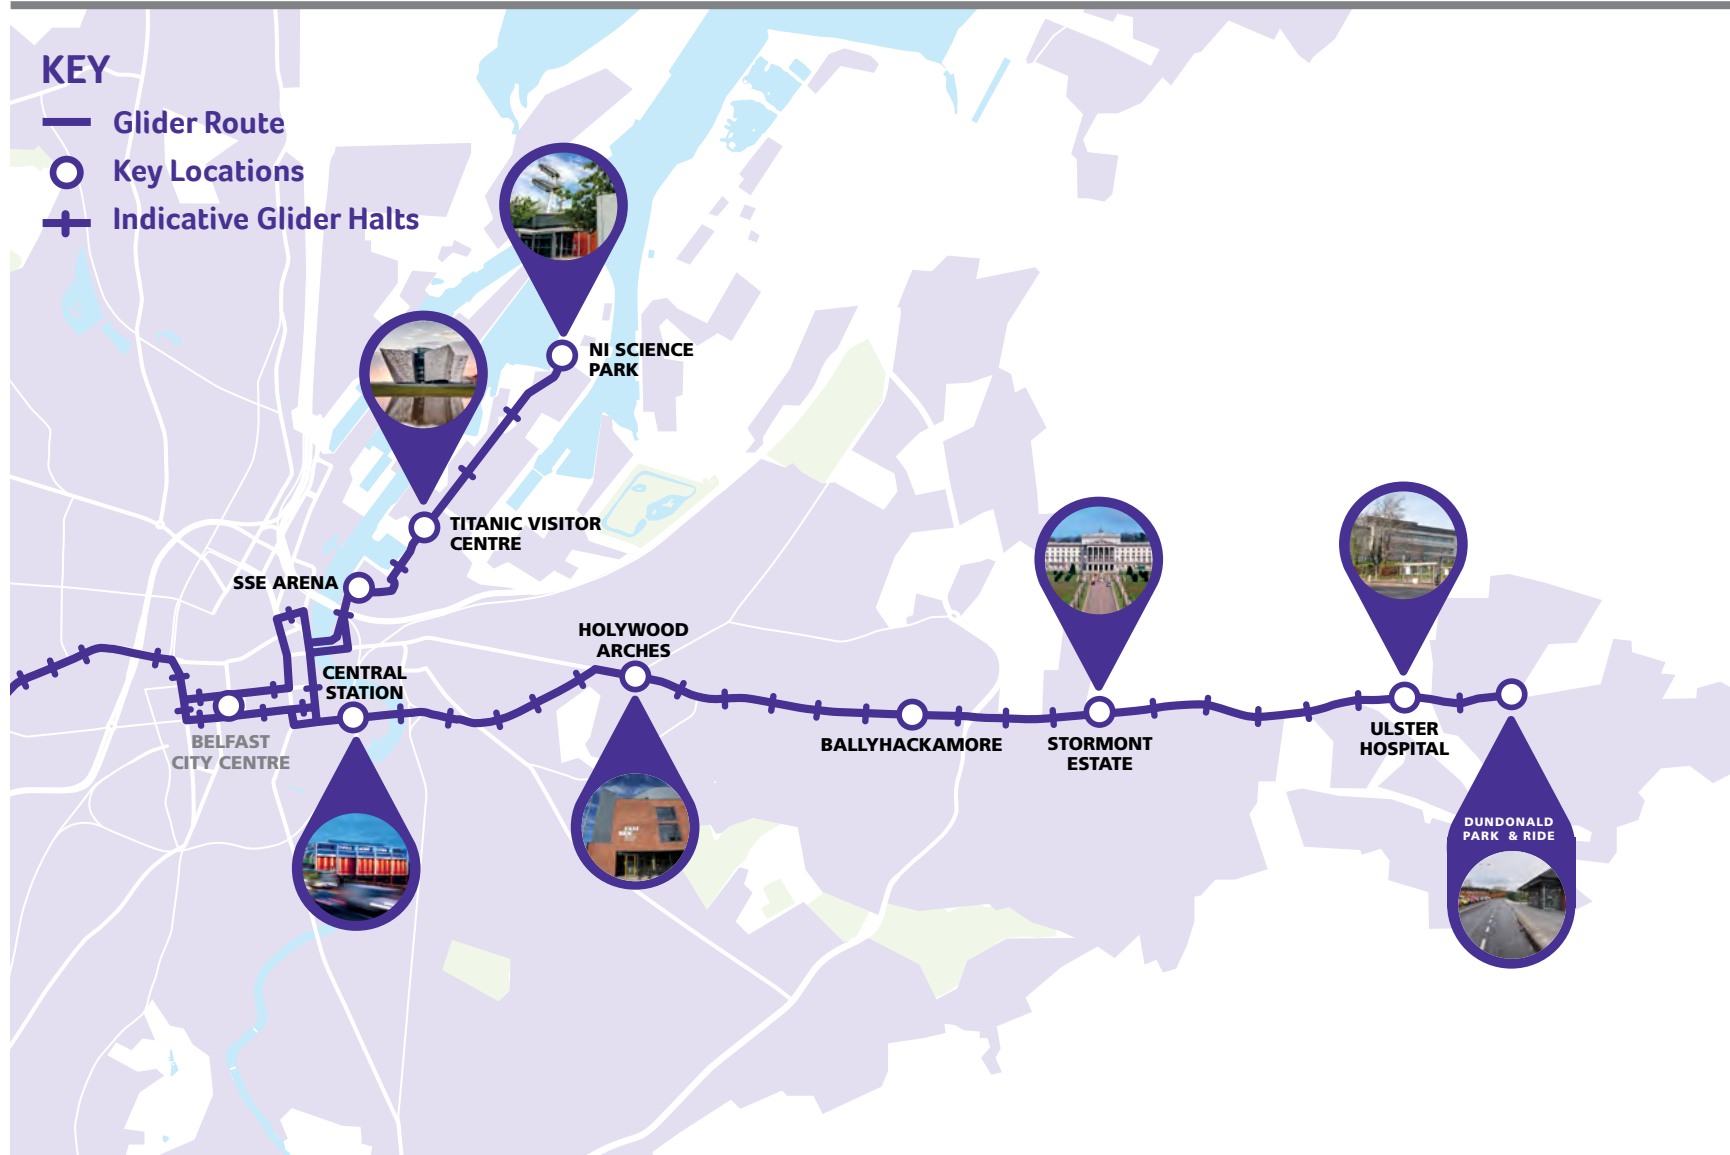 KEY
Glider Route
Key Locations
Indicative Glider Halts
NI SCIENCE
PARK
TITANIC VISITOR
CENTRE
SSE ARENA
HOLYWOOD
ARCHES
CENTRAL
STATION
BELFAST
CITY CENTRE
BALLYHACKAMORE
STORMONT
ESTATE
ULSTER
HOSPITAL
DUNDONALD
PARK & RIDE